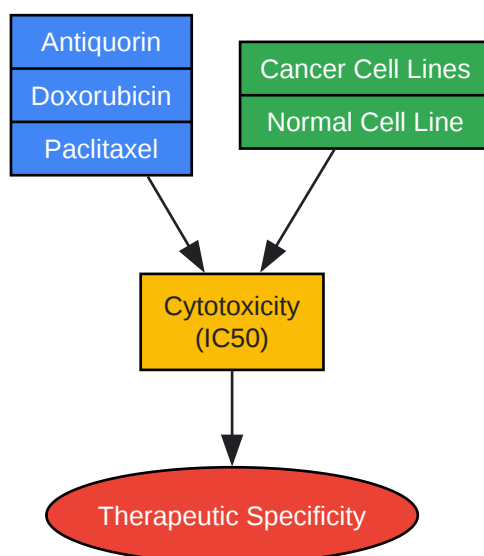 Antiquorin
Doxorubicin
Paclitaxel
Cancer Cell Lines
Normal Cell Line
Cytotoxicity
(IC50)
Therapeutic Specificity